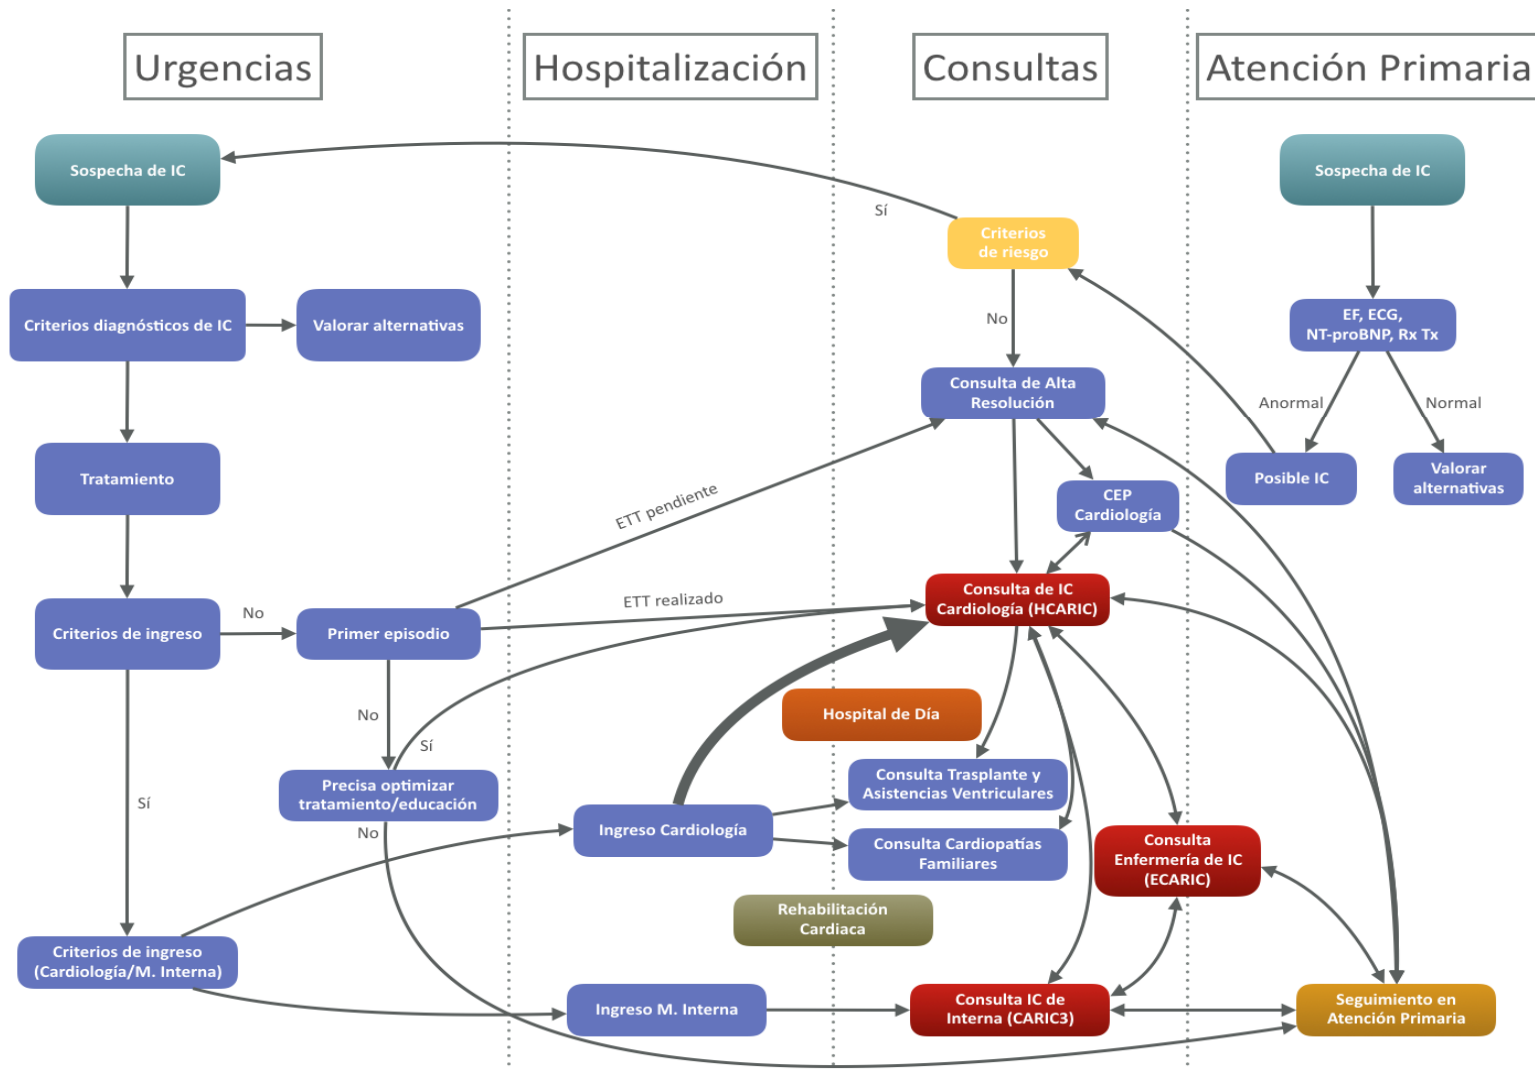 Urgencias
Hospitalización
Consultas
Atención Primaria
Sospecha de IC
Sospecha de IC
Sí
Criterios
de riesgo
Criterios diagnósticos de IC
Valorar alternativas
No
EF, ECG,
NT-proBNP, Rx Tx
Consulta de Alta
Resolución
Anormal
Normal
Tratamiento
ETT pendiente
CEP
Cardiología
Posible IC
Valorar
alternativas
Criterios de ingreso
No
Primer episodio
ETT realizado
Consulta de IC
Cardiología (HCARIC)
No
Sí
Hospital de Día
Sí
Precisa optimizar
tratamiento/educación
No
Ingreso Cardiología
Consulta Trasplante y
Asistencias Ventriculares
Consulta Cardiopatías
Familiares
Consulta
Enfermería de IC
(ECARIC)
Rehabilitación
Cardiaca
Criterios de ingreso
(Cardiología/M. Interna)
Ingreso M. Interna
Consulta IC de
Interna (CARIC3)
Seguimiento en
Atención Primaria